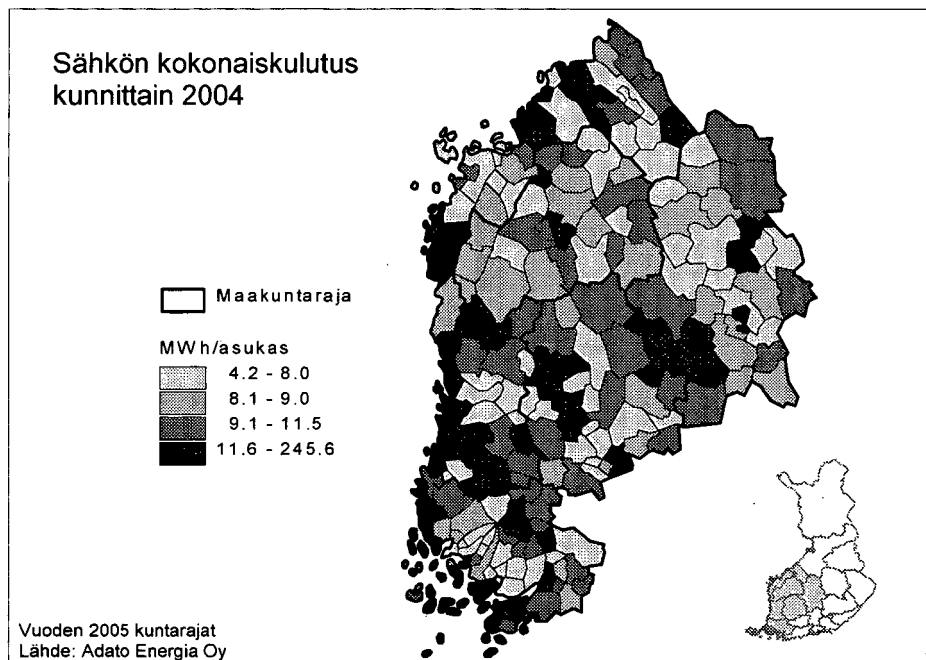 Sähkön kokonaiskulutus
kunnittain 2004
Maakuntaraja
MWh/asukas
4.2 - 8.0
8.1 - 9.0
9.1 - 11.5
11.6 - 245.6
Vuoden 2005 kuntarajat
Lähde: Adato Energia Oy